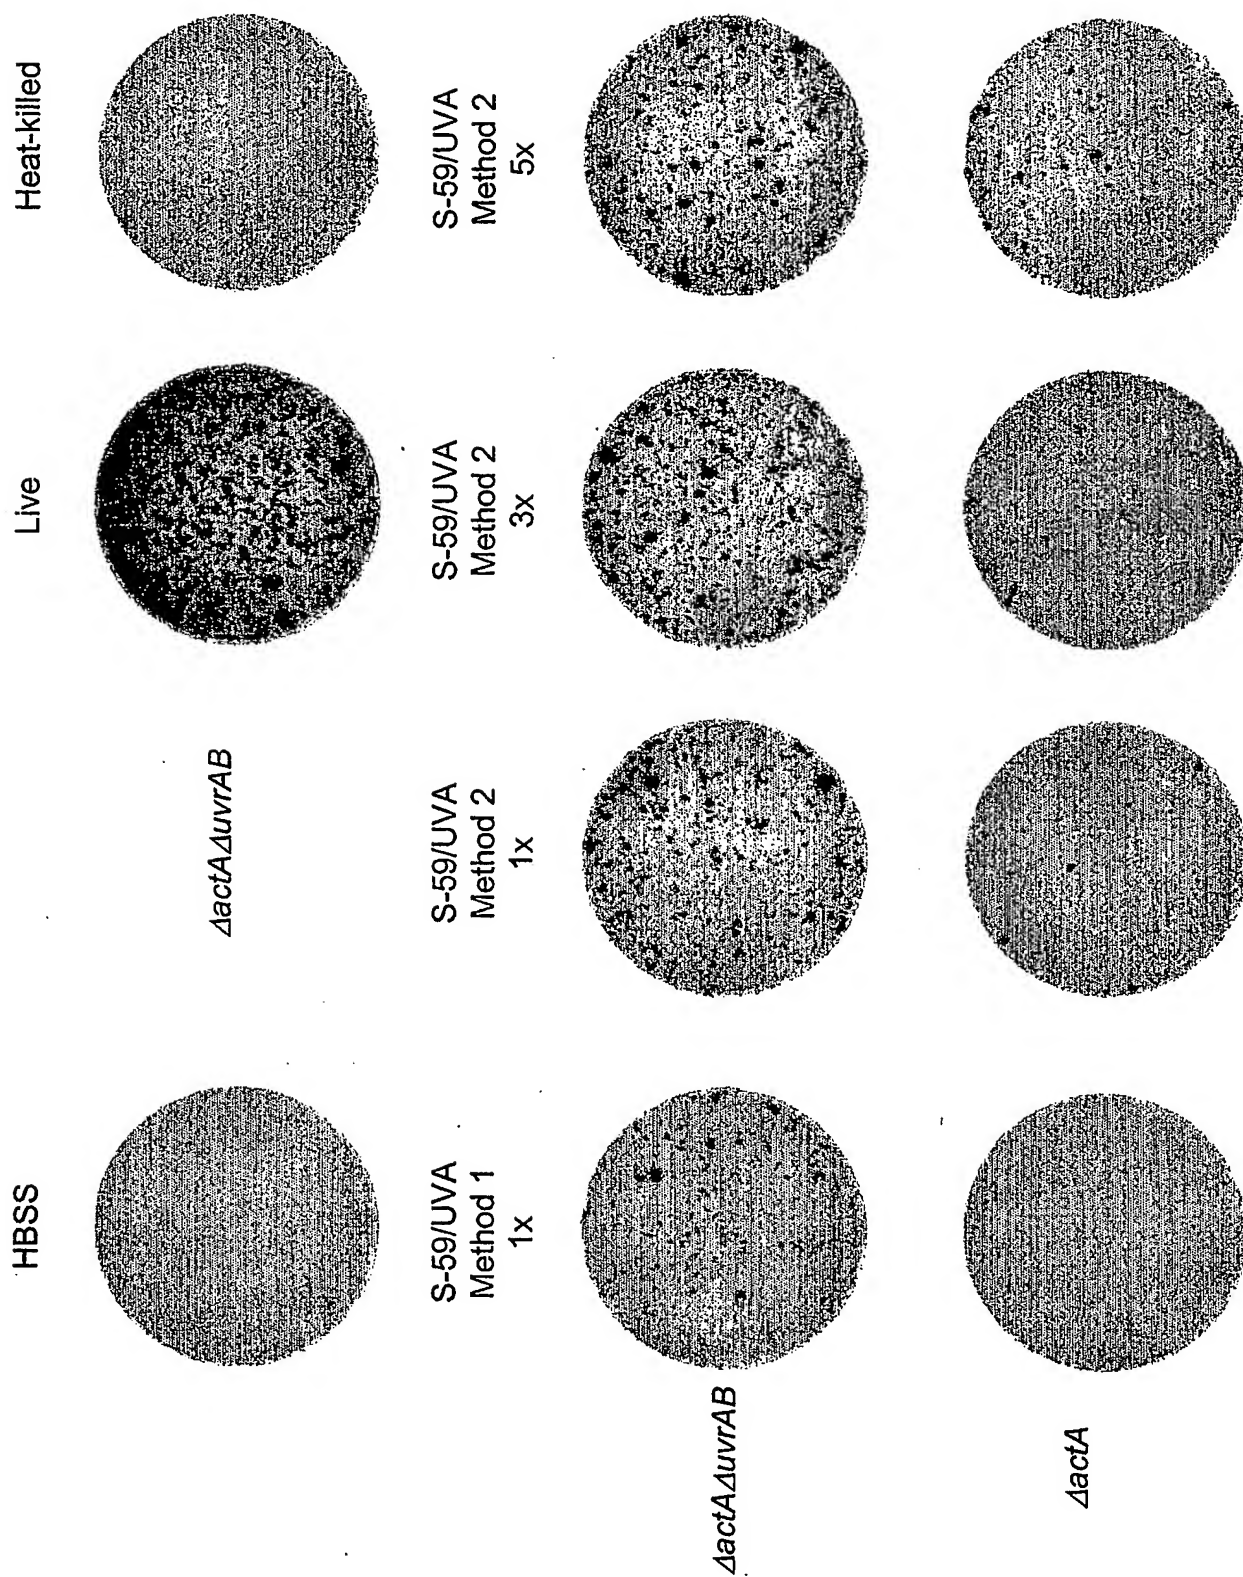 HBSS
Live
Heat-killed
ΔactAΔuvrAB
S-59/UVA
Method 1
1x
S-59/UVA
Method 2
1x
S-59/UVA
Method 2
3x
S-59/UVA
Method 2
5x
ΔactAΔuvrAB
ΔactA